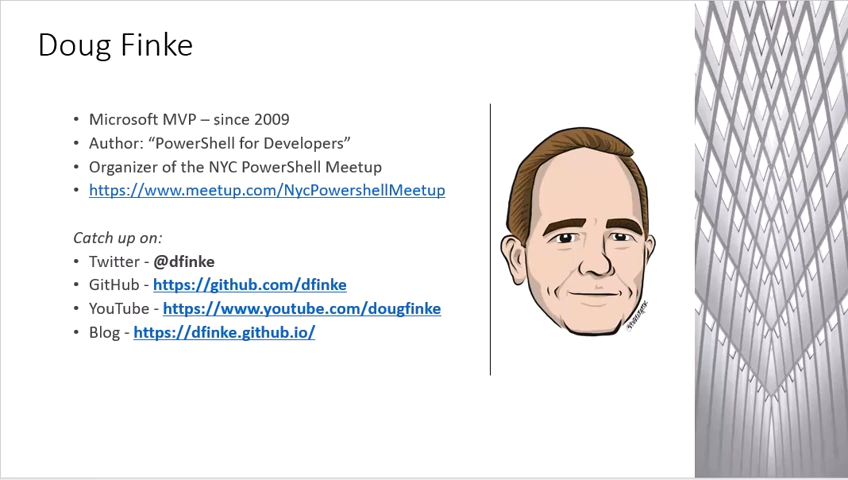 Doug Finke
• Microsoft MVP – since 2009
• Author: “PowerShell for Developers”
• Organizer of the NYC PowerShell Meetup
• https://www.meetup.com/NycPowershellMeetup
Catch up on:
• Twitter - @dfinke
• GitHub - https://github.com/dfinke
• YouTube - https://www.youtube.com/dougfinke
• Blog - https://dfinke.github.io/